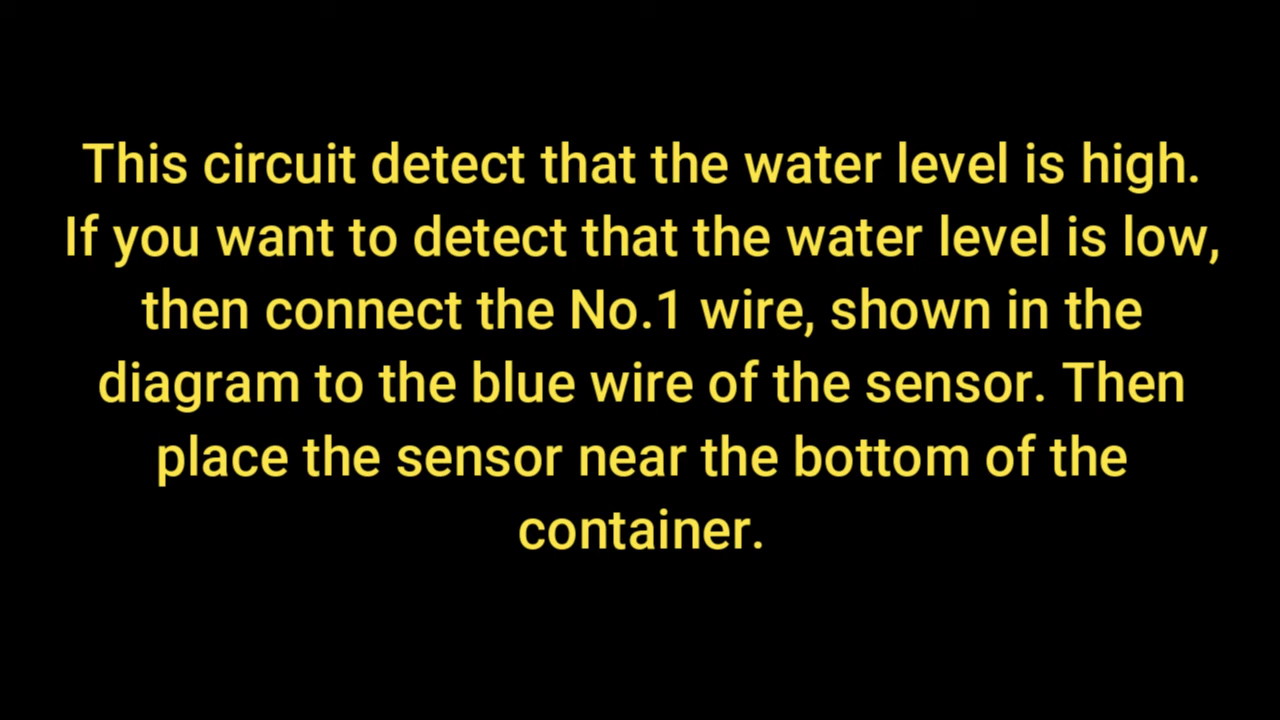 This circuit detect that the water level is high.
If you want to detect that the water level is low,
then connect the No.1 wire, shown in the
diagram to the blue wire of the sensor. Then
place the sensor near the bottom of the
container.